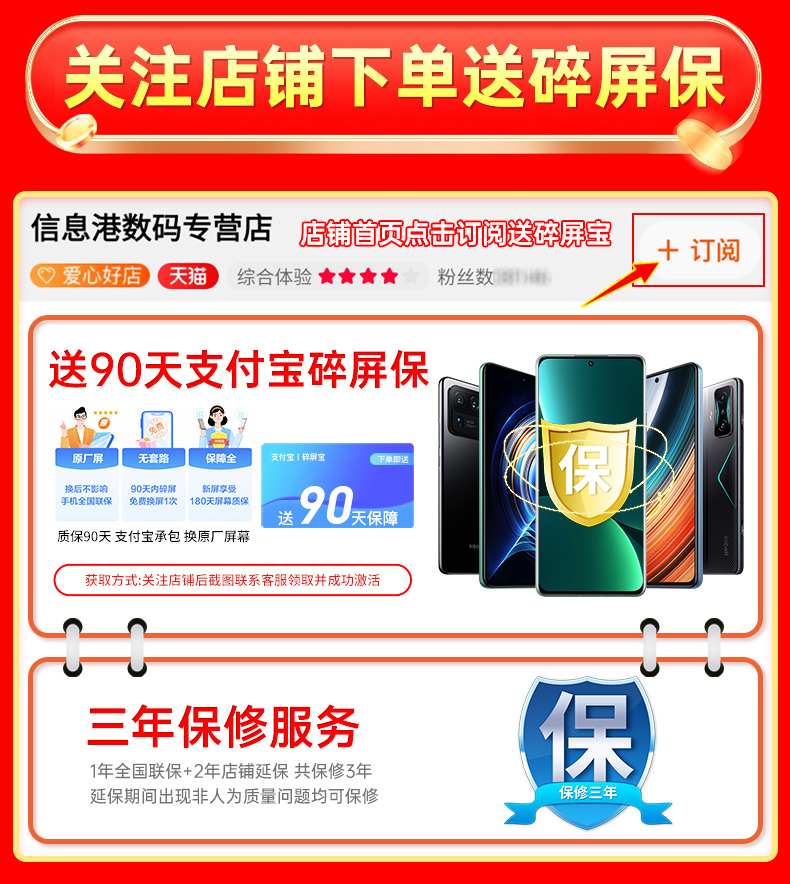 关注店铺下单送碎屏保
信息港数码专营店
店铺首页点击订阅送碎屏宝
+ 订阅
爱心好店
天猫
综合体验
粉丝数
送90天支付宝碎屏保
原厂屏
无套路
保障全
换后不影响
手机全国联保
免费
90天内碎屏
免费换屏1次
新屏享受
180天屏幕质保
支付宝 | 碎屏宝
下单即送
送90天保障
质保90天 支付宝承包 换原厂屏幕
获取方式:关注店铺后截图联系客服领取并成功激活
保
三年保修服务
1年全国联保+2年店铺延保 共保修3年
延保期间出现非人为质量问题均可保修
保
保修三年